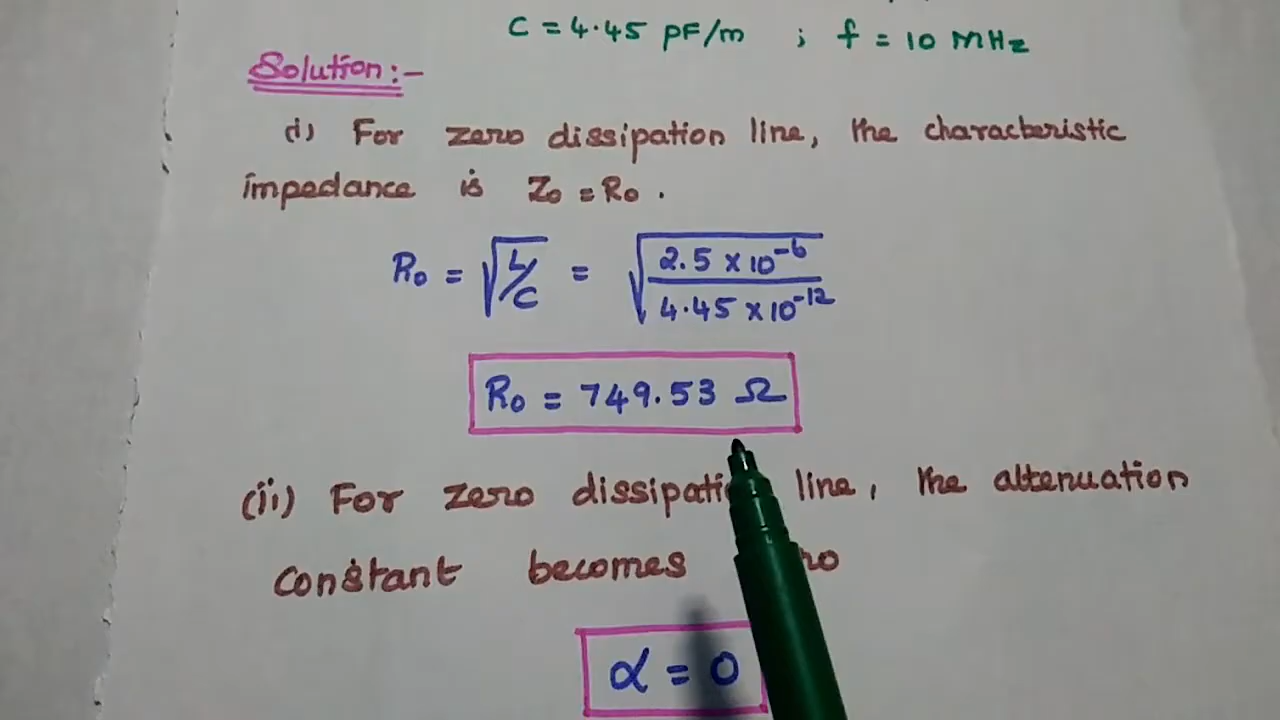 C = 4.45 pF/m ; f = 10 MHz
Solution:-
(i) For zero dissipation line, the characteristic
impedance is Z₀ = R₀.
R₀ = √(L/C) = √(2.5 × 10⁻⁶ / 4.45 × 10⁻¹²)
R₀ = 749.53 Ω
(ii) For zero line, the attenuation
constant becomes
α = 0